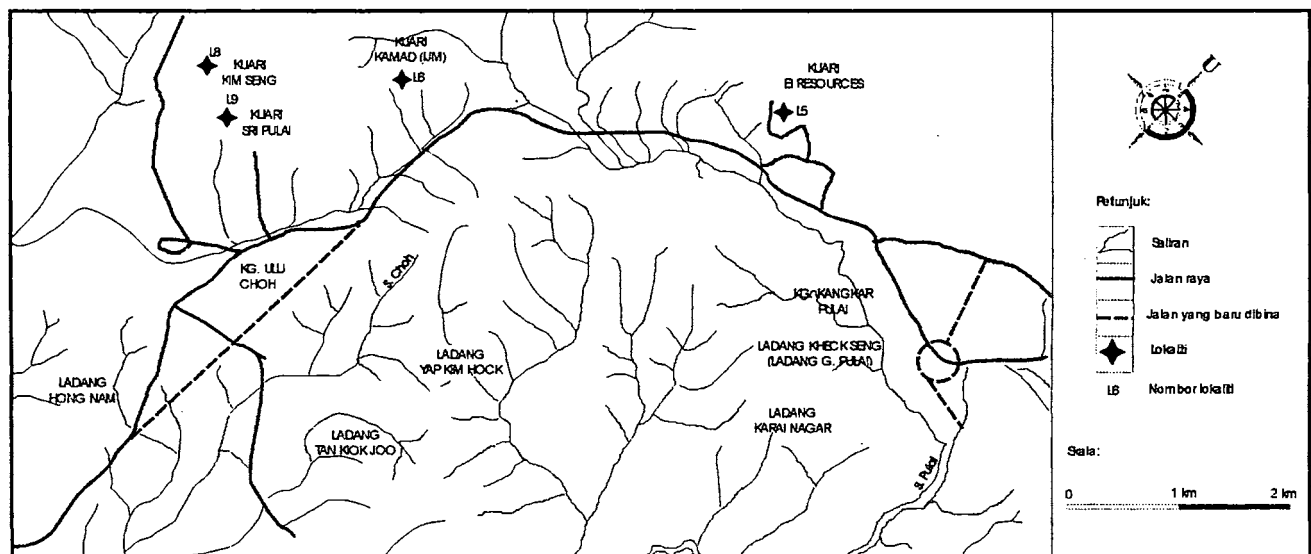 L8
KUARI
KIM SENG
L9
KUARI
SRI PULAI
KUARI
KAMAD (IJM)
L6
KUARI
EI RESOURCES
L5
KG. ULU
CHOH
S. Choh
KG. KANGKAR
PULAI
LADANG KHECK SENG
(LADANG G. PULAI)
LADANG
YAP KIM HOCK
LADANG
HONG NAM
LADANG
TAN KIOK JOO
LADANG
KARAI NAGAR
S. Pulai
U
Petunjuk:
Saliran
Jalan raya
Jalan yang baru dibina
Lokaliti
L6 Nombor lokaliti
Skala:
0 1 km 2 km